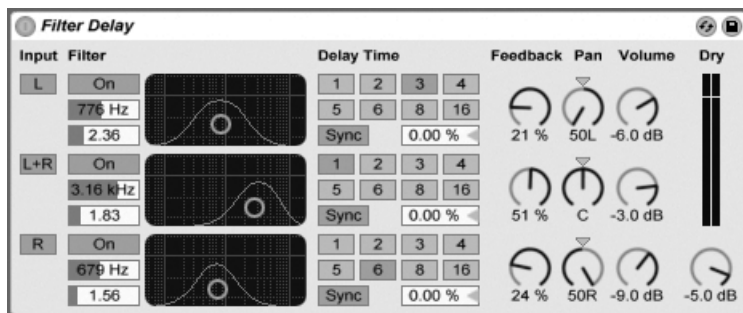 Filter Delay
Input Filter Delay Time Feedback Pan Volume Dry
L On 1 2 3 4
776 Hz 5 6 8 16
2.36 Sync 0.00 % 21 % 50L -6.0 dB
L+R On 1 2 3 4
3.16 kHz 5 6 8 16
1.83 Sync 0.00 % 51 % C -3.0 dB
R On 1 2 3 4
679 Hz 5 6 8 16
1.56 Sync 0.00 % 24 % 50R -9.0 dB -5.0 dB